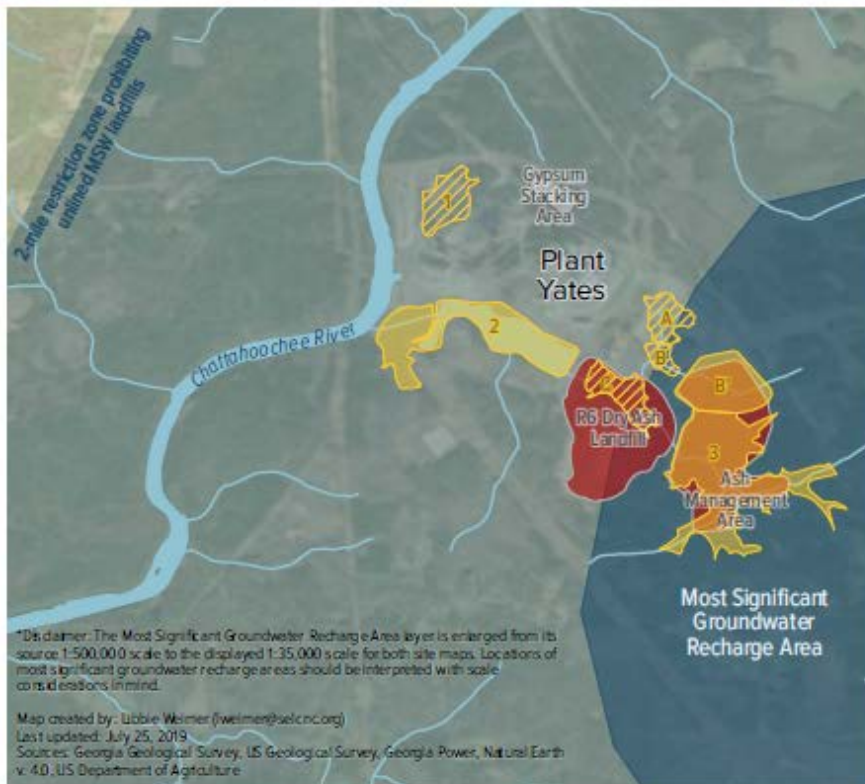 2-mile restriction zone prohibiting
unlined MSW landfills
1
Gypsum
Stacking
Area
Plant
Yates
Chattahoochee River
2
A
B
C
R6 Dry Ash
Landfill
B'
3
Ash
Management
Area
Most Significant
Groundwater
Recharge Area
*Disclaimer: The Most Significant Groundwater Recharge Area layer is enlarged from its
source 1:500,000 scale to the displayed 1:35,000 scale for both site maps. Locations of
most significant groundwater recharge areas should be interpreted with scale
considerations in mind.
Map created by: Libbie Weimer (lweimer@selcnc.org)
Last updated: July 25, 2019
Sources: Georgia Geological Survey, US Geological Survey, Georgia Power, Natural Earth
v. 4.0, US Department of Agriculture